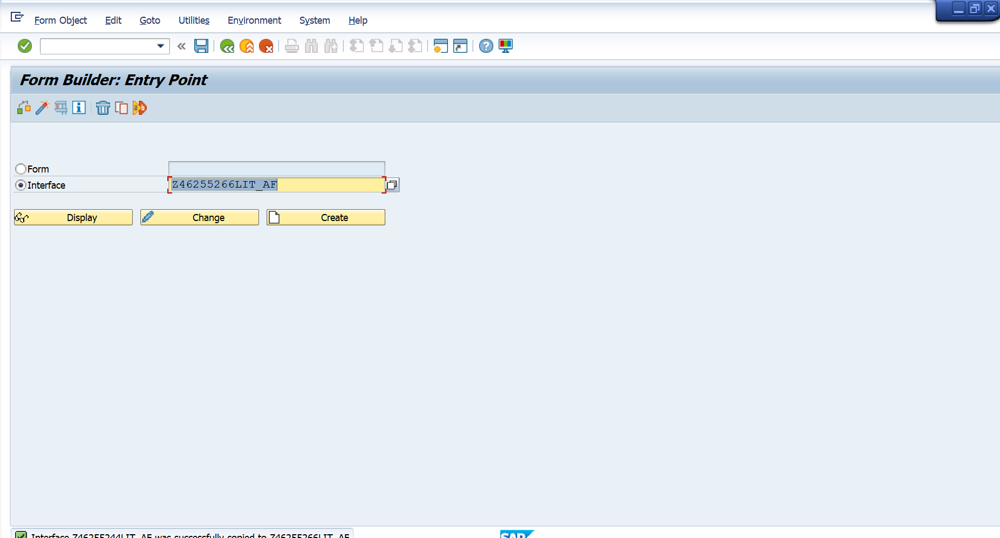 Form Object Edit Goto Utilities Environment System Help
Form Builder: Entry Point
Form
Interface Z46255266LIT_AF
Display Change Create
Interface Z46255244LIT_AF was successfully copied to Z46255266LIT_AF
SAP